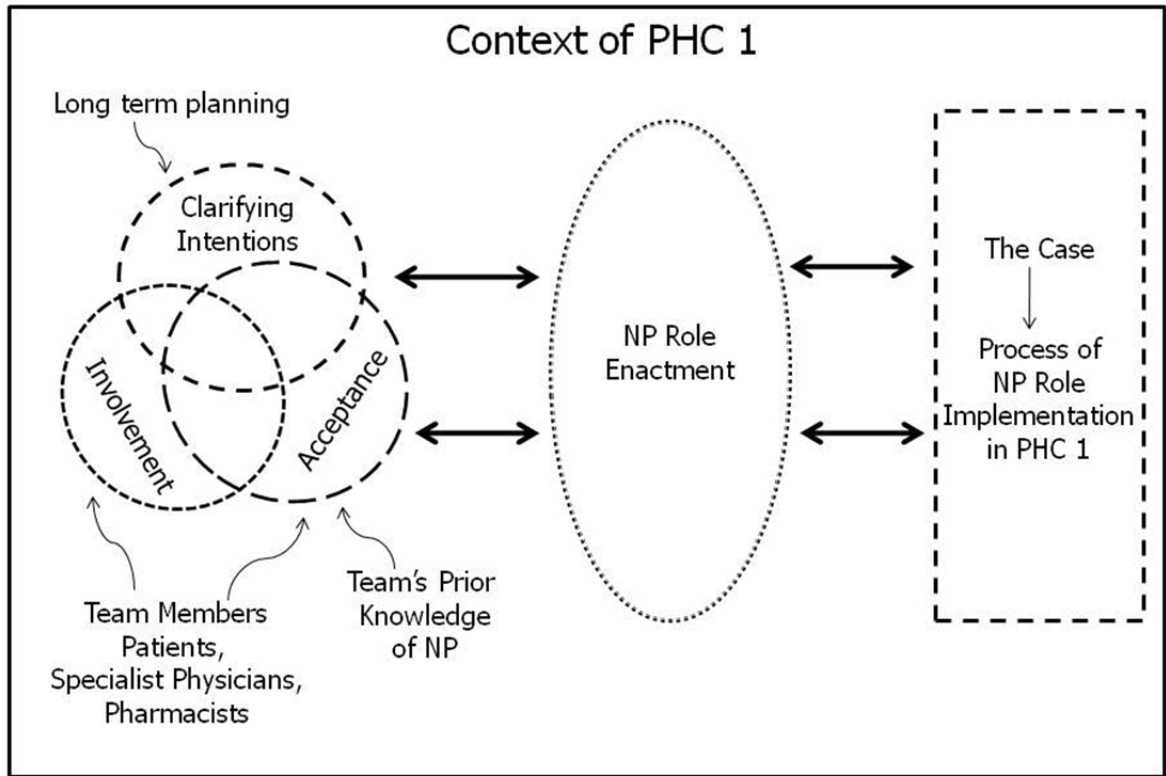 Context of PHC 1
Long term planning
Clarifying
Intentions
Involvement
Acceptance
Team Members
Patients,
Specialist Physicians,
Pharmacists
Team's Prior
Knowledge
of NP
NP Role
Enactment
The Case
Process of
NP Role
Implementation
in PHC 1